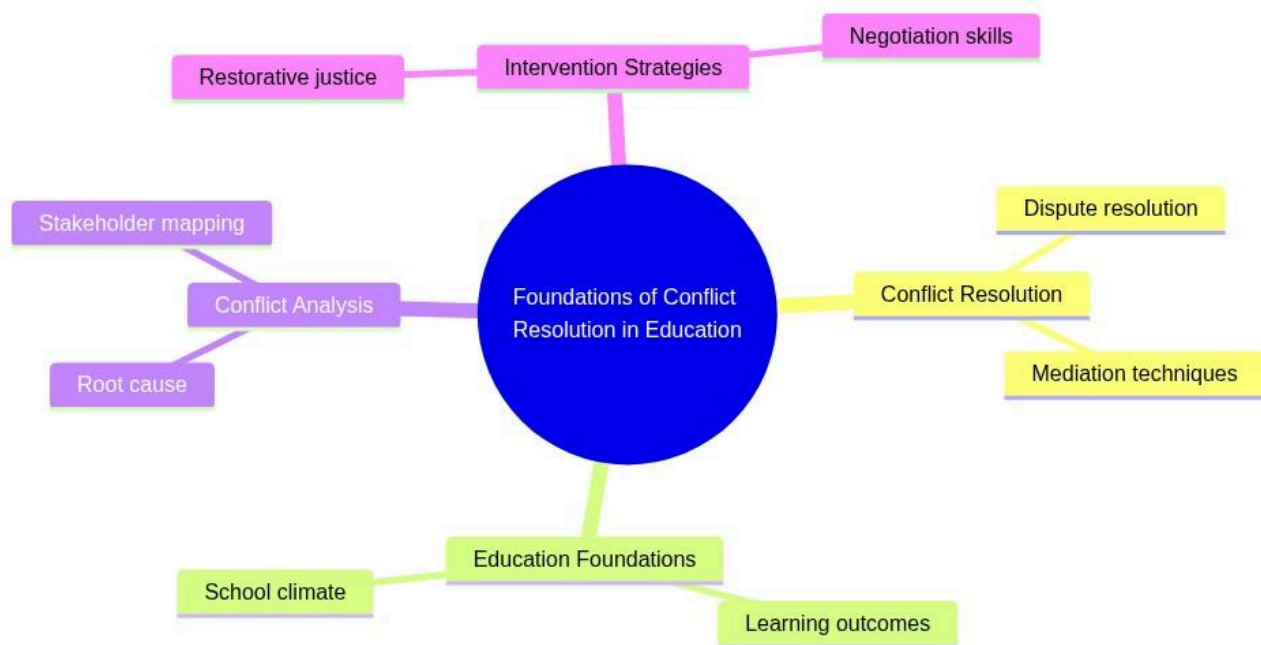 Negotiation skills
Intervention Strategies
Restorative justice
Dispute resolution
Stakeholder mapping
Conflict Resolution
Conflict Analysis
Foundations of Conflict
Resolution in Education
Mediation techniques
Root cause
Education Foundations
School climate
Learning outcomes